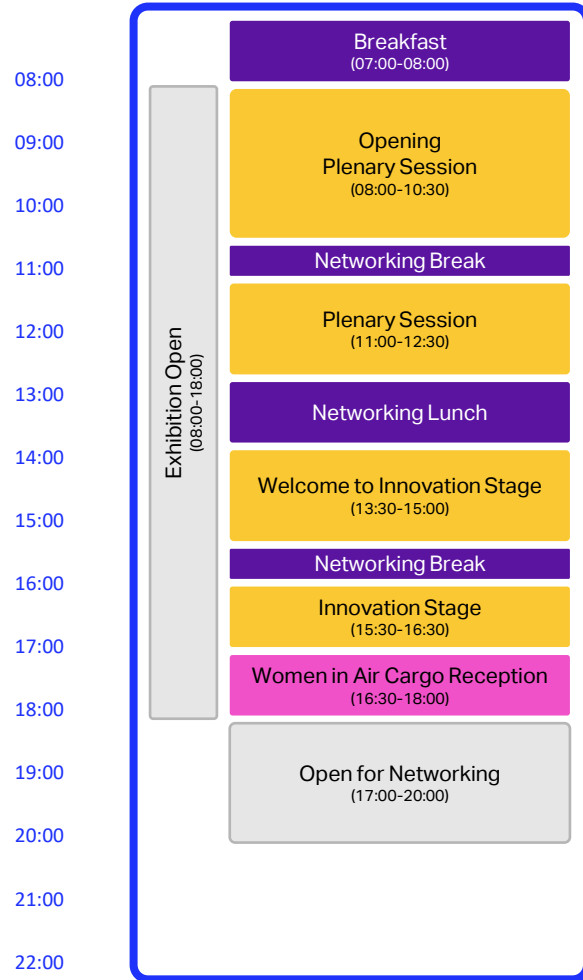 08:00
09:00
10:00
11:00
12:00
13:00
14:00
15:00
16:00
17:00
18:00
19:00
20:00
21:00
22:00
Exhibition Open
(08:00-18:00)
Breakfast
(07:00-08:00)
Opening
Plenary Session
(08:00-10:30)
Networking Break
Plenary Session
(11:00-12:30)
Networking Lunch
Welcome to Innovation Stage
(13:30-15:00)
Networking Break
Innovation Stage
(15:30-16:30)
Women in Air Cargo Reception
(16:30-18:00)
Open for Networking
(17:00-20:00)